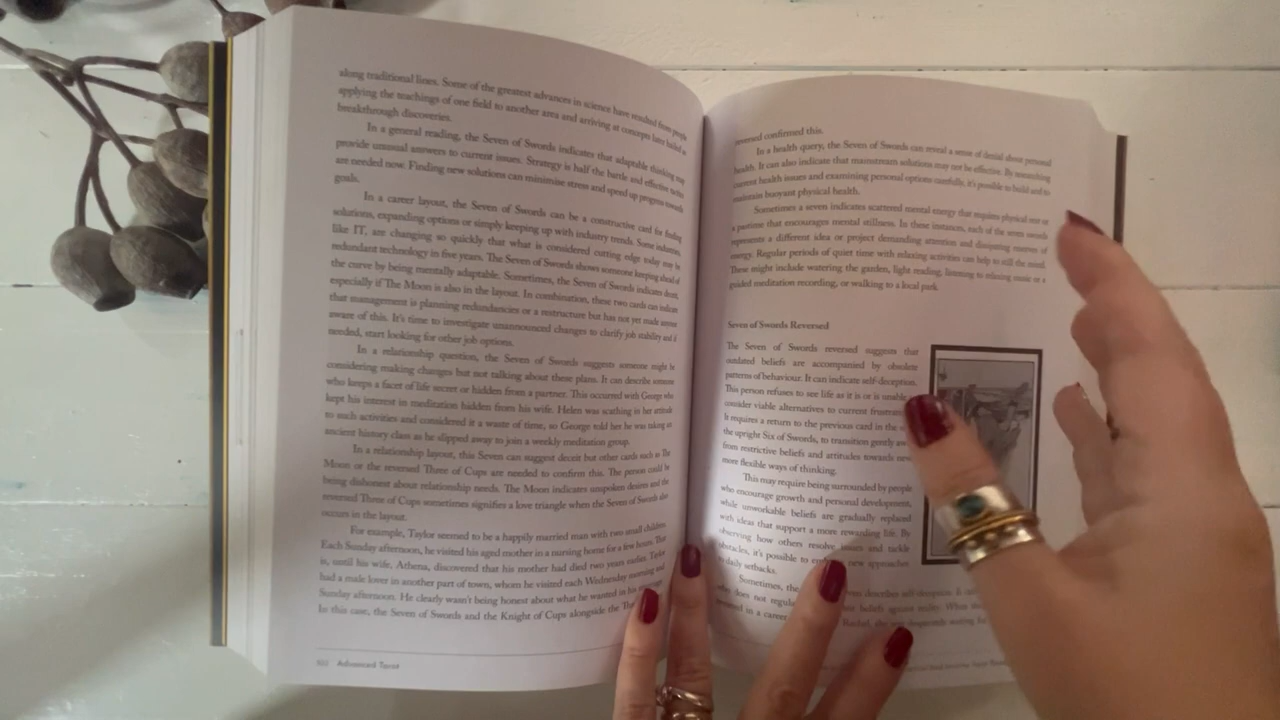 along traditional lines. Some of the greatest advances in science have resulted from people
applying the teachings of one field to another area and arriving at concepts later hailed as
breakthrough discoveries.
In a general reading, the Seven of Swords indicates that adaptable thinking may
provide unusual answers to current issues. Strategy is half the battle and effective tactics
are needed now. Finding new solutions can minimise stress and speed up progress towards
goals.
In a career layout, the Seven of Swords can be a constructive card for finding
solutions, expanding options or simply keeping up with industry trends. Some industries,
like IT, are changing so quickly that what is considered cutting edge today may be
redundant technology in five years. The Seven of Swords shows someone keeping ahead of
the curve by being mentally adaptable. Sometimes, the Seven of Swords indicates deceit,
especially if The Moon is also in the layout. In combination, these two cards can indicate
that management is planning redundancies or a restructure but has not yet made anyone
aware of this. It's time to investigate unannounced changes to clarify job stability and if
needed, start looking for other job options.
In a relationship question, the Seven of Swords suggests someone might be
considering making changes but not talking about these plans. It can describe someone
who keeps a facet of life secret or hidden from a partner. This occurred with George who
kept his interest in meditation hidden from his wife. Helen was scathing in her attitude
to such activities and considered it a waste of time, so George told her he was taking an
ancient history class as he slipped away to join a weekly meditation group.
In a relationship layout, this Seven can suggest deceit but other cards such as The
Moon or the reversed Three of Cups are needed to confirm this. The person could be
being dishonest about relationship needs. The Moon indicates unspoken desires and the
reversed Three of Cups sometimes signifies a love triangle when the Seven of Swords also
occurs in the layout.
For example, Taylor seemed to be a happily married man with two small children.
Each Sunday afternoon, he visited his aged mother in a nursing home for a few hours. That
is, until his wife, Athena, discovered that his mother had died two years earlier. Taylor
had a male lover in another part of town, whom he visited each Wednesday morning and
Sunday afternoon. He clearly wasn't being honest about what he wanted in his marriage.
In this case, the Seven of Swords and the Knight of Cups alongside the
Advanced Tarot
reversed confirmed this.
In a health query, the Seven of Swords can reveal a sense of denial about personal
health. It can also indicate that mainstream solutions may not be effective. By researching
current health issues and examining personal options carefully, it's possible to build and to
maintain buoyant physical health.
Sometimes a seven indicates scattered mental energy that requires physical rest or
a pastime that encourages mental stillness. In these instances, each of the seven swords
represents a different idea or project demanding attention and dissipating reserves of
energy. Regular periods of quiet time with relaxing activities can help to still the mind.
These might include watering the garden, light reading, listening to relaxing music or a
guided meditation recording, or walking to a local park.
Seven of Swords Reversed
The Seven of Swords reversed suggests that
outdated beliefs are accompanied by obsolete
patterns of behaviour. It can indicate self-deception.
This person refuses to see life as it is or is unable
consider viable alternatives to current
It requires a return to the previous card in the
the upright Six of Swords, to transition gently
from restrictive beliefs and attitudes towards new
more flexible ways of thinking.
This may require being surrounded by people
who encourage growth and personal development,
while unworkable beliefs are gradually replaced
with ideas that support a more rewarding life. By
observing how others resolve issues and tackle
obstacles, it's possible to new approaches
to daily setbacks.
Sometimes, the describes self-deception.
who does not beliefs against reality. When
in a career Rachel, she was desperately